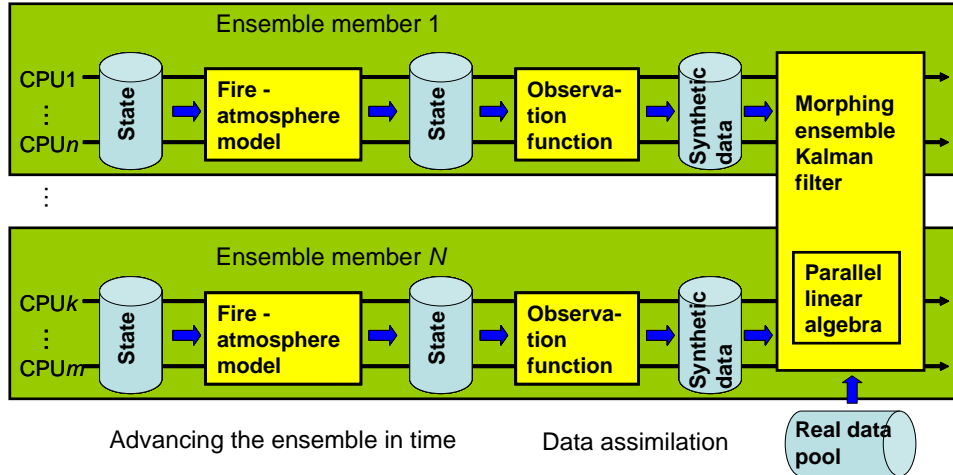 Ensemble member 1
CPU1
⋮
CPUn
State
Fire -
atmosphere
model
State
Observa-
tion
function
Synthetic
data
Morphing
ensemble
Kalman
filter
⋮
Ensemble member N
CPUk
⋮
CPUm
State
Fire -
atmosphere
model
State
Observa-
tion
function
Synthetic
data
Parallel
linear
algebra
Advancing the ensemble in time
Data assimilation
Real data
pool